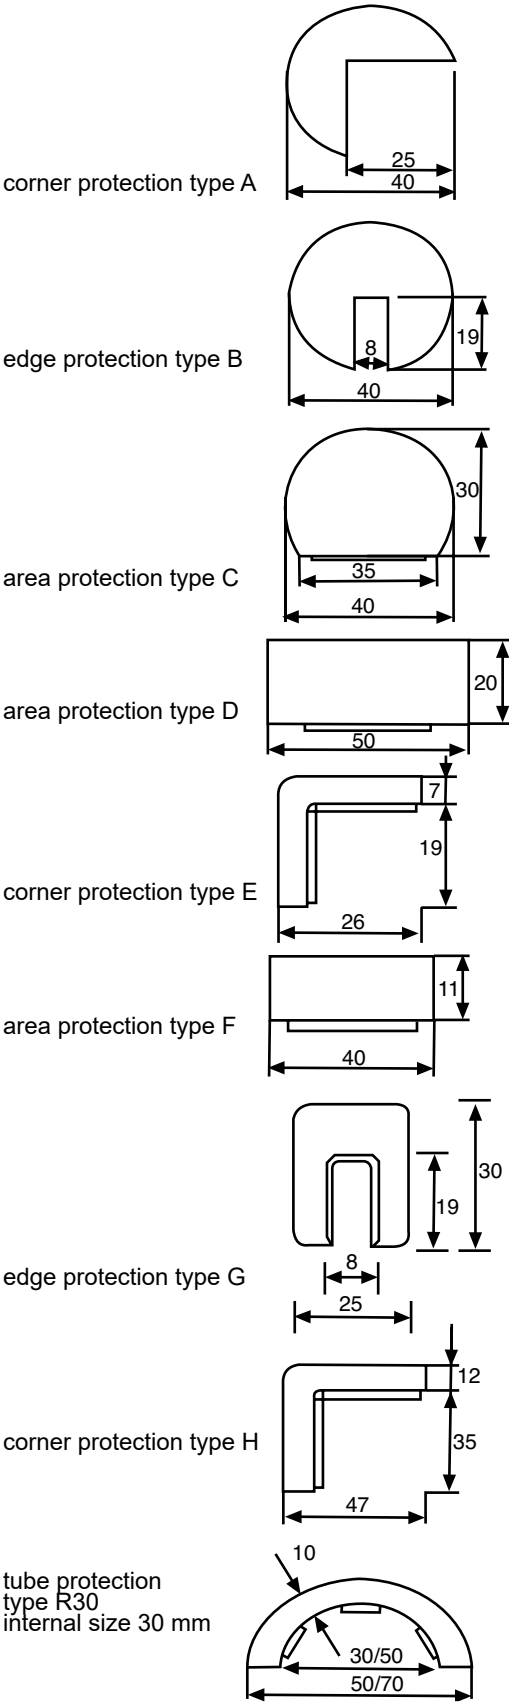 25
40
corner protection type A
19
8
edge protection type B
40
30
35
area protection type C
40
20
area protection type D
50
7
19
corner protection type E
26
11
area protection type F
40
30
19
8
edge protection type G
25
12
corner protection type H
35
47
10
tube protection
type R30
internal size 30 mm
30/50
50/70